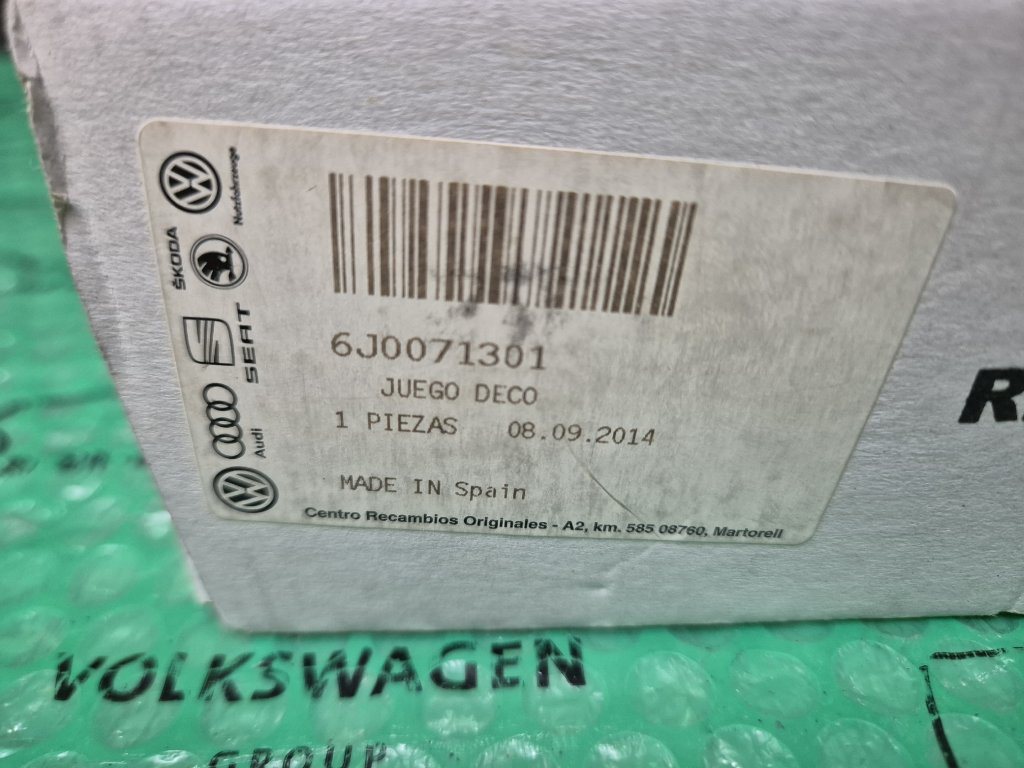 Nutzfahrzeuge
ŠKODA
SEAT
Audi
6J0071301
JUEGO DECO
1 PIEZAS 08.09.2014
MADE IN Spain
Centro Recambios Originales - A2, km. 585 08760, Martorell
VOLKSWAGEN
GROUP